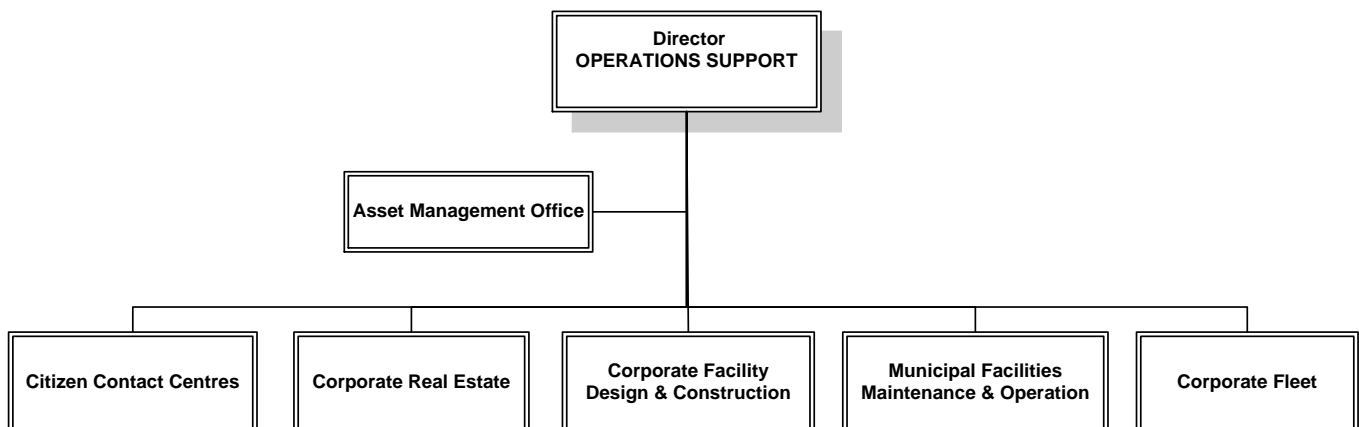 Director
OPERATIONS SUPPORT
Asset Management Office
Citizen Contact Centres
Corporate Real Estate
Corporate Facility
Design & Construction
Municipal Facilities
Maintenance & Operation
Corporate Fleet